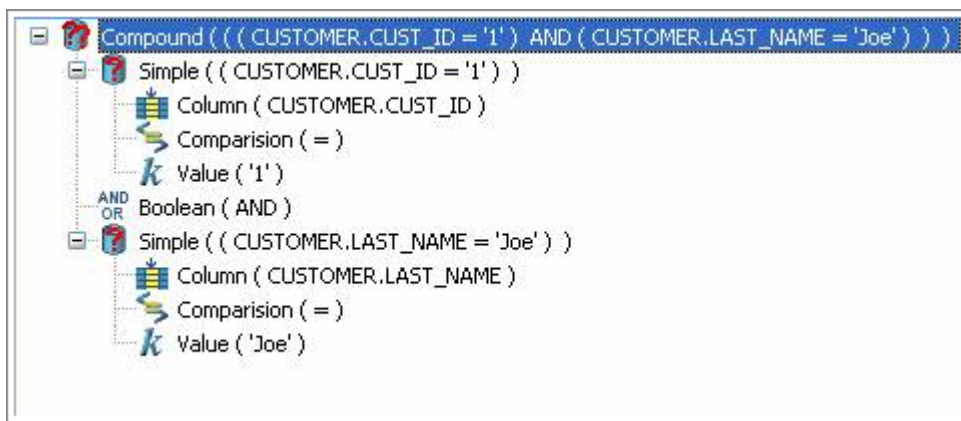 Compound ( ( ( CUSTOMER.CUST_ID = '1' ) AND ( CUSTOMER.LAST_NAME = 'Joe' ) ) )
Simple ( ( CUSTOMER.CUST_ID = '1' ) )
Column ( CUSTOMER.CUST_ID )
Comparision ( = )
k Value ( '1' )
AND OR Boolean ( AND )
Simple ( ( CUSTOMER.LAST_NAME = 'Joe' ) )
Column ( CUSTOMER.LAST_NAME )
Comparision ( = )
k Value ( 'Joe' )